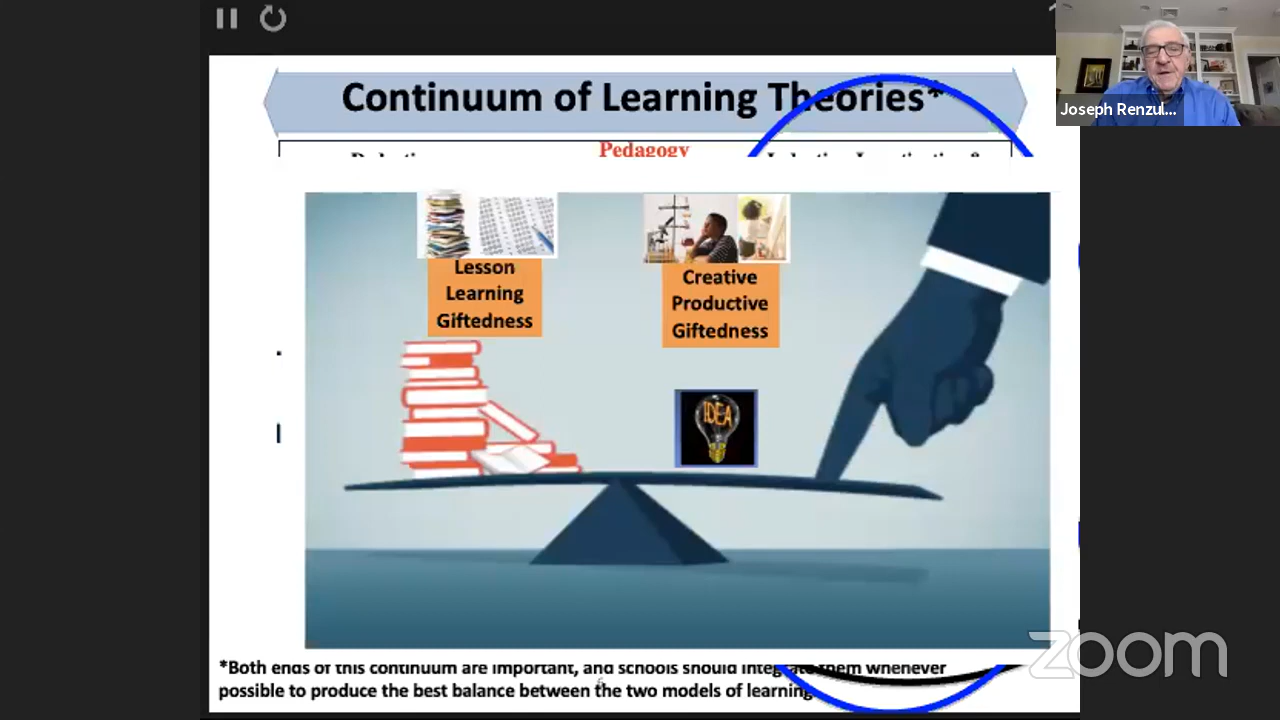 Continuum of Learning Theories*
Joseph Renzul...
Pedagogy
Lesson
Learning
Giftedness
Creative
Productive
Giftedness
IDEA
*Both ends of this continuum are important, and schools should integrate them whenever
possible to produce the best balance between the two models of learning
zoom